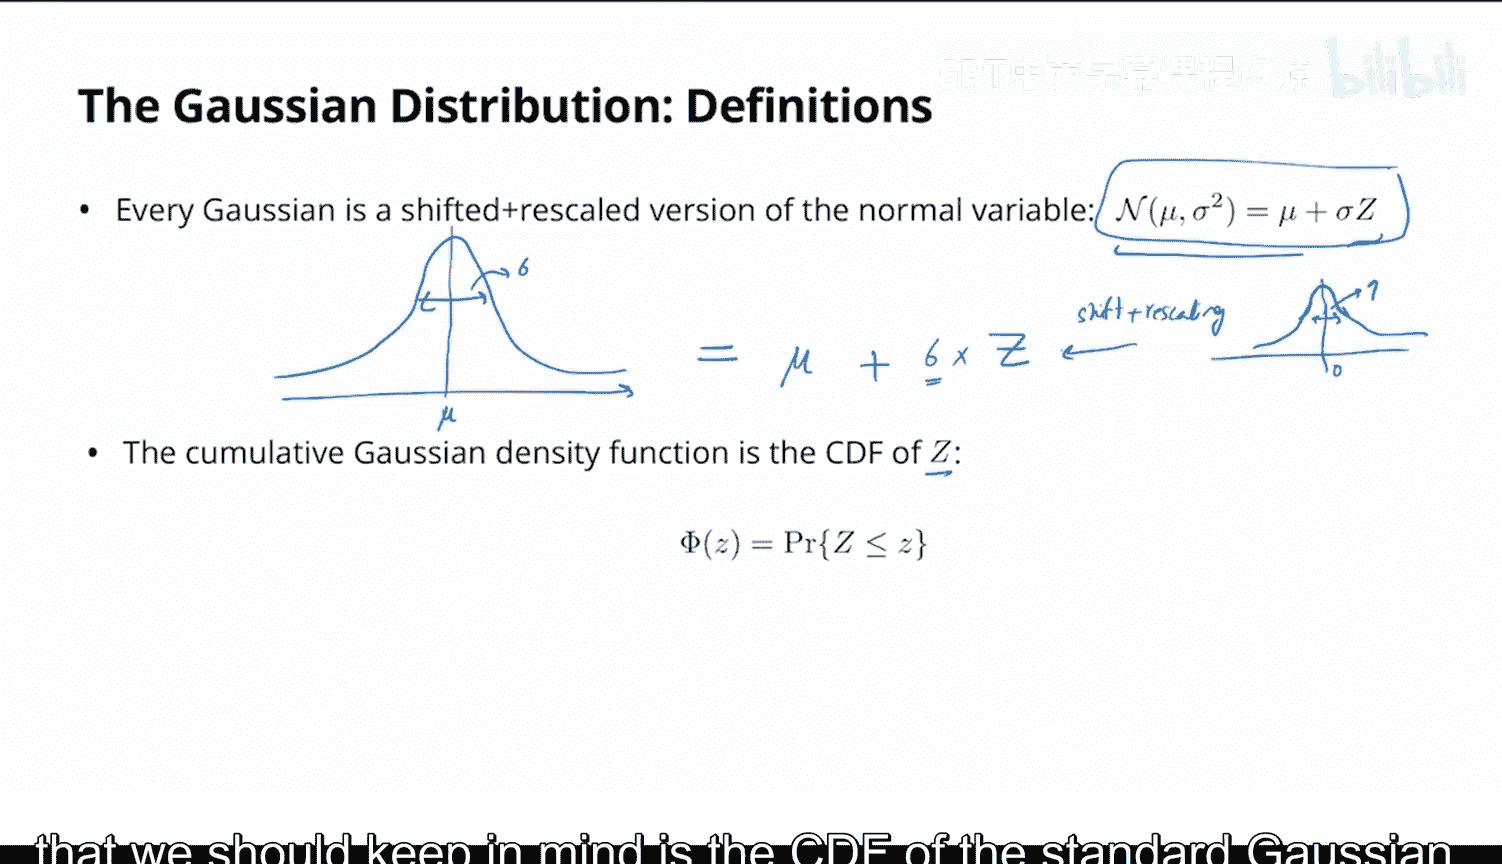 bilibili
The Gaussian Distribution: Definitions
• Every Gaussian is a shifted+rescaled version of the normal variable: N(μ, σ²) = μ + σZ
σ
= μ + σ × Z
shift+rescaling
1
0
μ
• The cumulative Gaussian density function is the CDF of Z:
Φ(z) = Pr{Z ≤ z}
that we should keep in mind is the CDF of the standard Gaussian